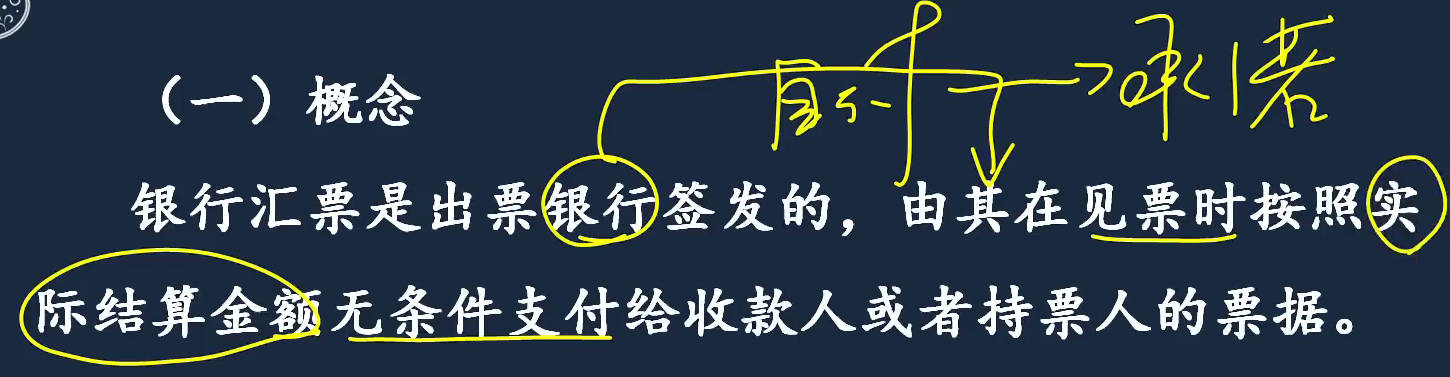 自付 → 承诺
（一）概念
银行汇票是出票银行签发的，由其在见票时按照实
际结算金额无条件支付给收款人或者持票人的票据。